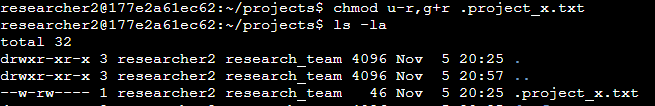 researcher2@177e2a61ec62:~/projects$ chmod u-r,g+r .project_x.txt
researcher2@177e2a61ec62:~/projects$ ls -la
total 32
drwxr-xr-x 3 researcher2 research_team 4096 Nov  5 20:25 .
drwxr-xr-x 3 researcher2 research_team 4096 Nov  5 20:57 ..
--w-rw---- 1 researcher2 research_team   46 Nov  5 20:25 .project_x.txt